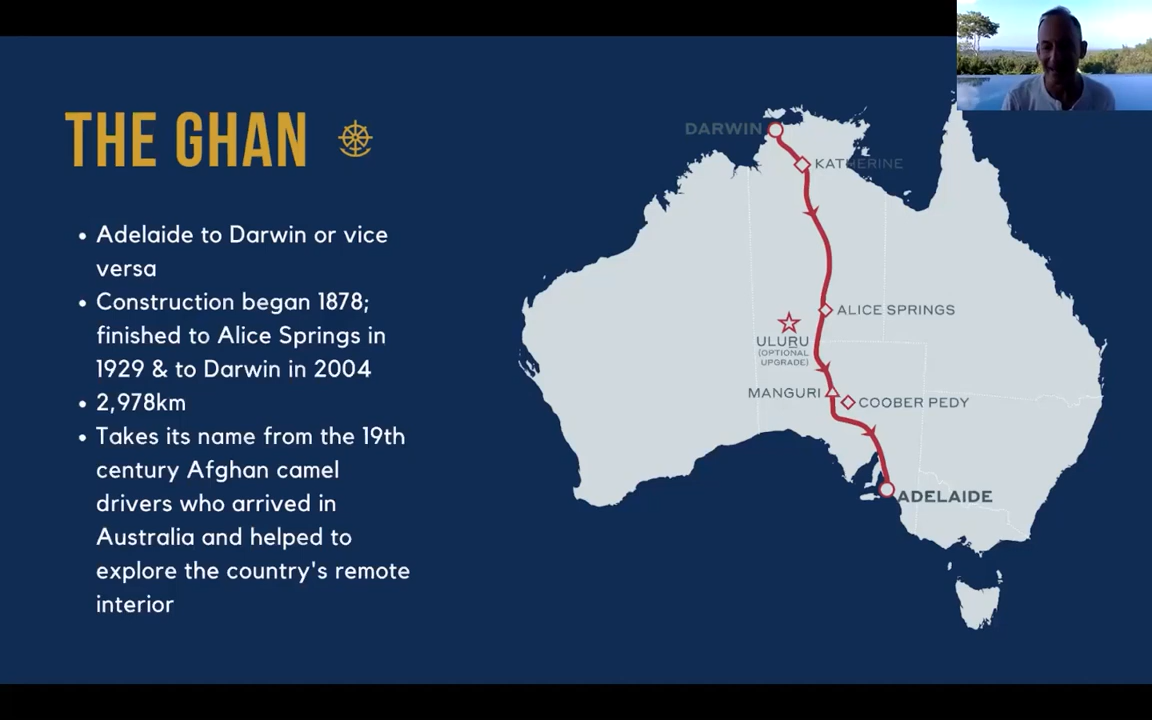 THE GHAN
• Adelaide to Darwin or vice
versa
• Construction began 1878;
finished to Alice Springs in
1929 & to Darwin in 2004
• 2,978km
• Takes its name from the 19th
century Afghan camel
drivers who arrived in
Australia and helped to
explore the country's remote
interior
DARWIN
KATHERINE
ALICE SPRINGS
ULURU
(OPTIONAL
UPGRADE)
MANGURI
COOBER PEDY
ADELAIDE